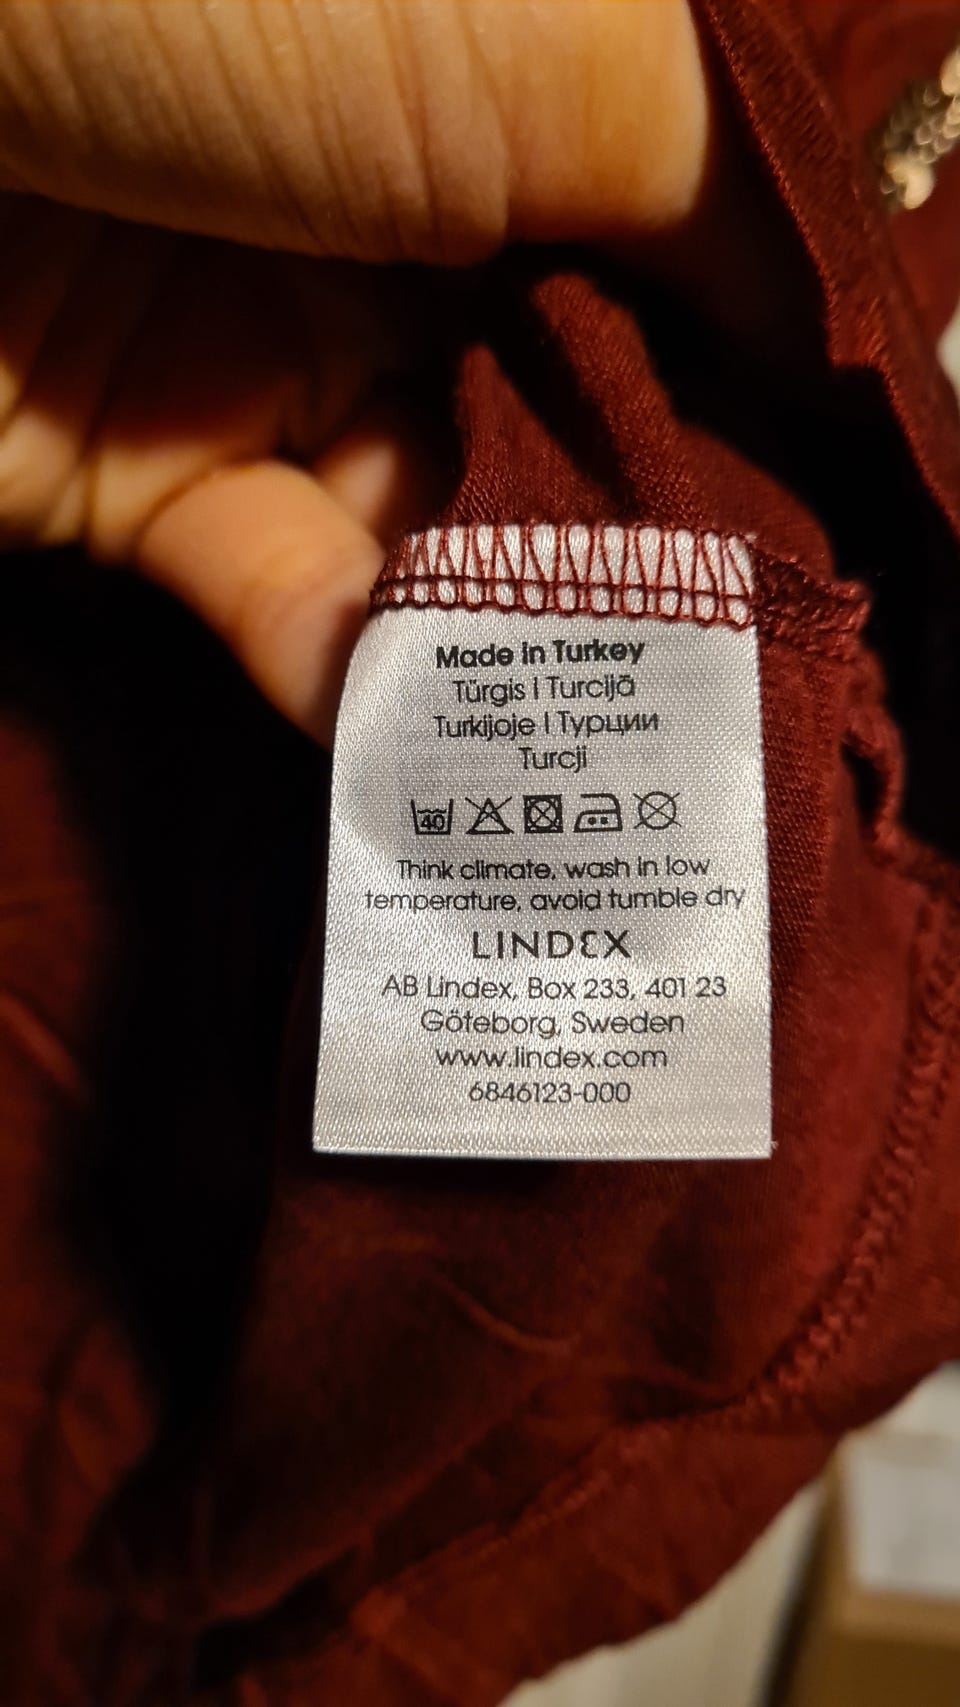 Made in Turkey
Türgis | Turcijā
Turkijoje | Турции
Turcji
40
Think climate, wash in low
temperature, avoid tumble dry
LINDEX
AB Lindex, Box 233, 401 23
Göteborg, Sweden
www.lindex.com
6846123-000